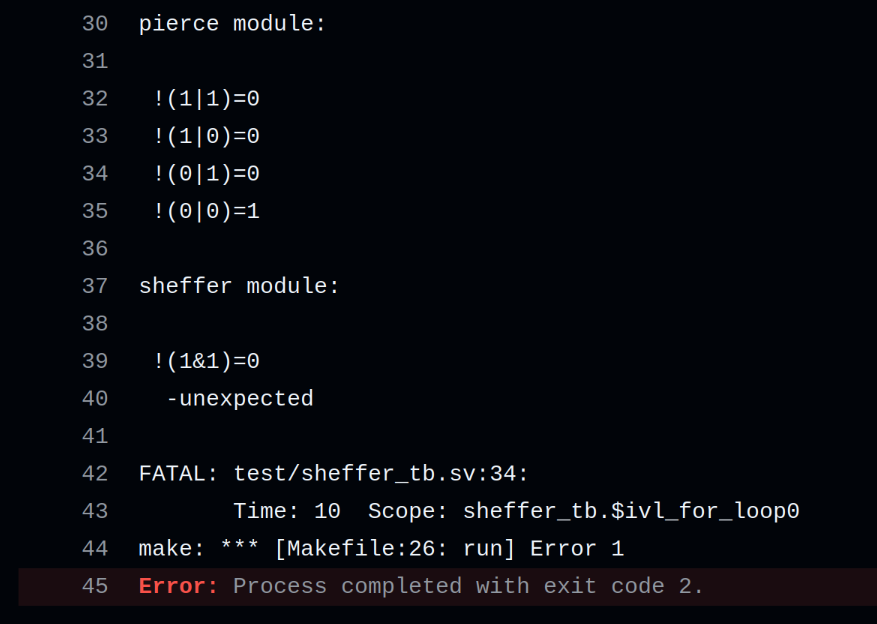 30 pierce module:
31
32 !(1|1)=0
33 !(1|0)=0
34 !(0|1)=0
35 !(0|0)=1
36
37 sheffer module:
38
39 !(1&1)=0
40 -unexpected
41
42 FATAL: test/sheffer_tb.sv:34:
43 Time: 10 Scope: sheffer_tb.$ivl_for_loop0
44 make: *** [Makefile:26: run] Error 1
45 Error: Process completed with exit code 2.